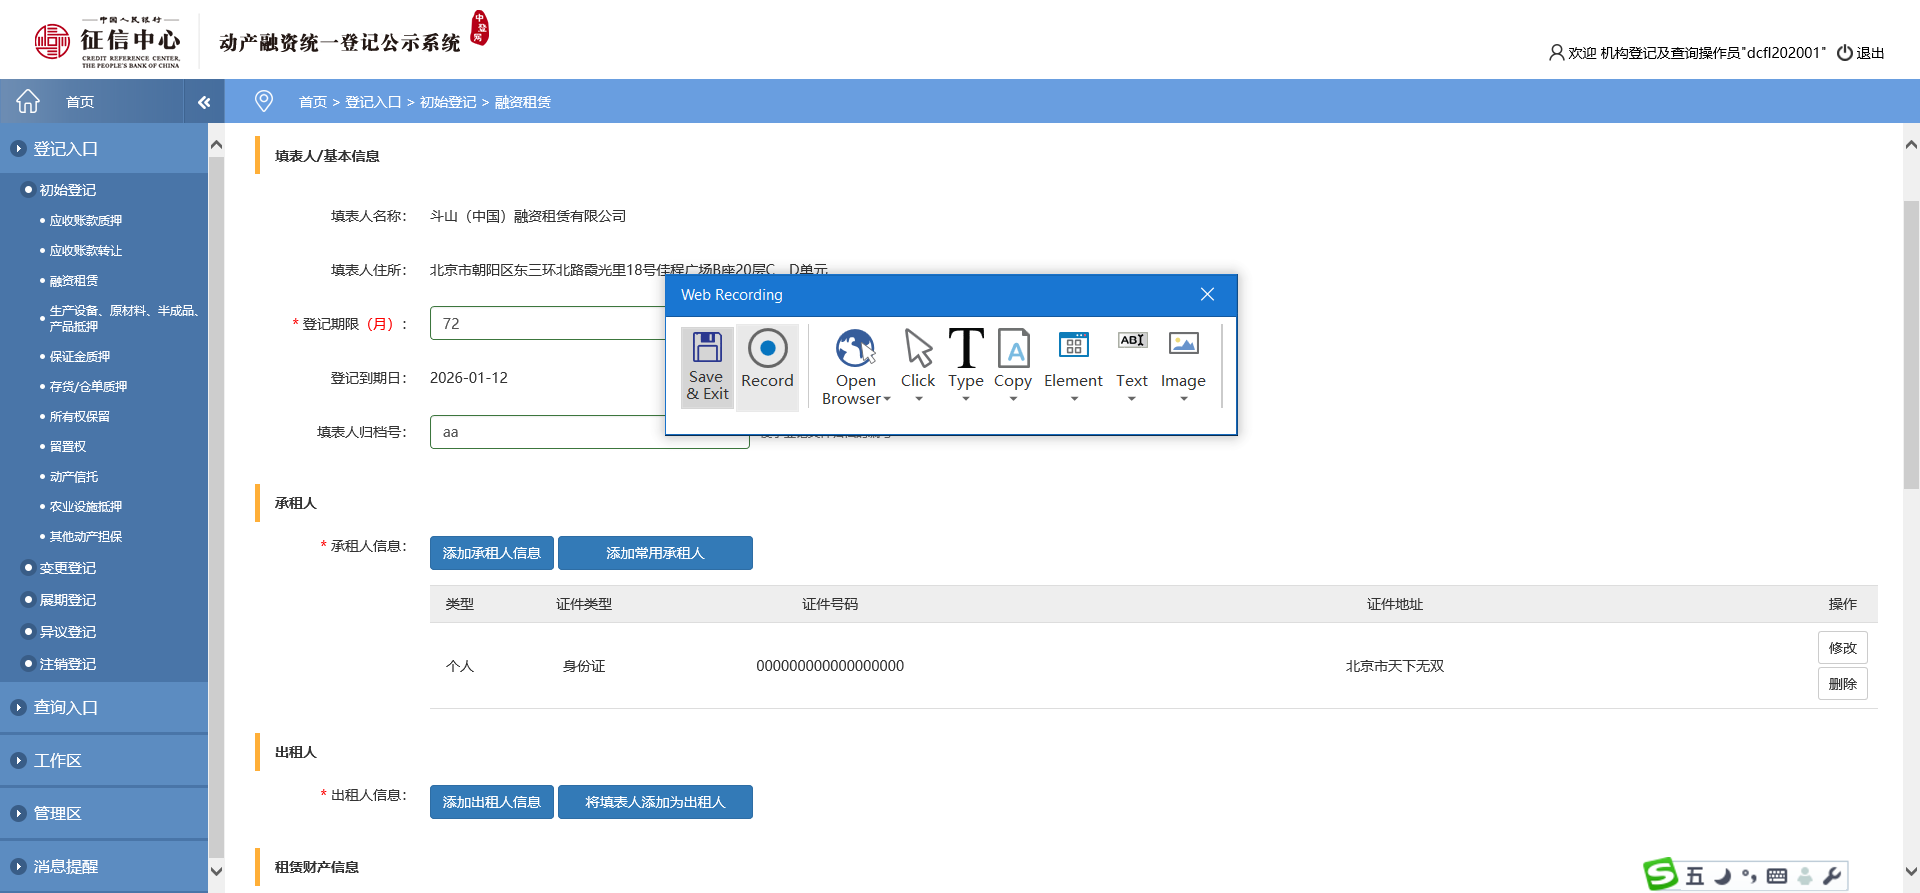 中国人民银行
征信中心
CREDIT REFERENCE CENTER,
THE PEOPLE'S BANK OF CHINA
动产融资统一登记公示系统
中登网
欢迎 机构登记及查询操作员"dcfl202001"
退出
首页
首页 > 登记入口 > 初始登记 > 融资租赁
登记入口
初始登记
应收账款质押
应收账款转让
融资租赁
生产设备、原材料、半成品、
产品抵押
保证金质押
存货/仓单质押
所有权保留
留置权
动产信托
农业设施抵押
其他动产担保
变更登记
展期登记
异议登记
注销登记
查询入口
工作区
管理区
消息提醒
填表人/基本信息
填表人名称： 斗山（中国）融资租赁有限公司
填表人住所： 北京市朝阳区东三环北路霞光里18号佳程广场B座20层C、D单元
* 登记期限（月）： 72
登记到期日： 2026-01-12
填表人归档号： aa
Web Recording
Save & Exit
Record
Open Browser
Click
Type
Copy
Element
Text
Image
承租人
* 承租人信息： 添加承租人信息 添加常用承租人
类型 证件类型 证件号码 证件地址 操作
个人 身份证 000000000000000000 北京市天下无双 修改
删除
出租人
* 出租人信息： 添加出租人信息 将填表人添加为出租人
租赁财产信息
五